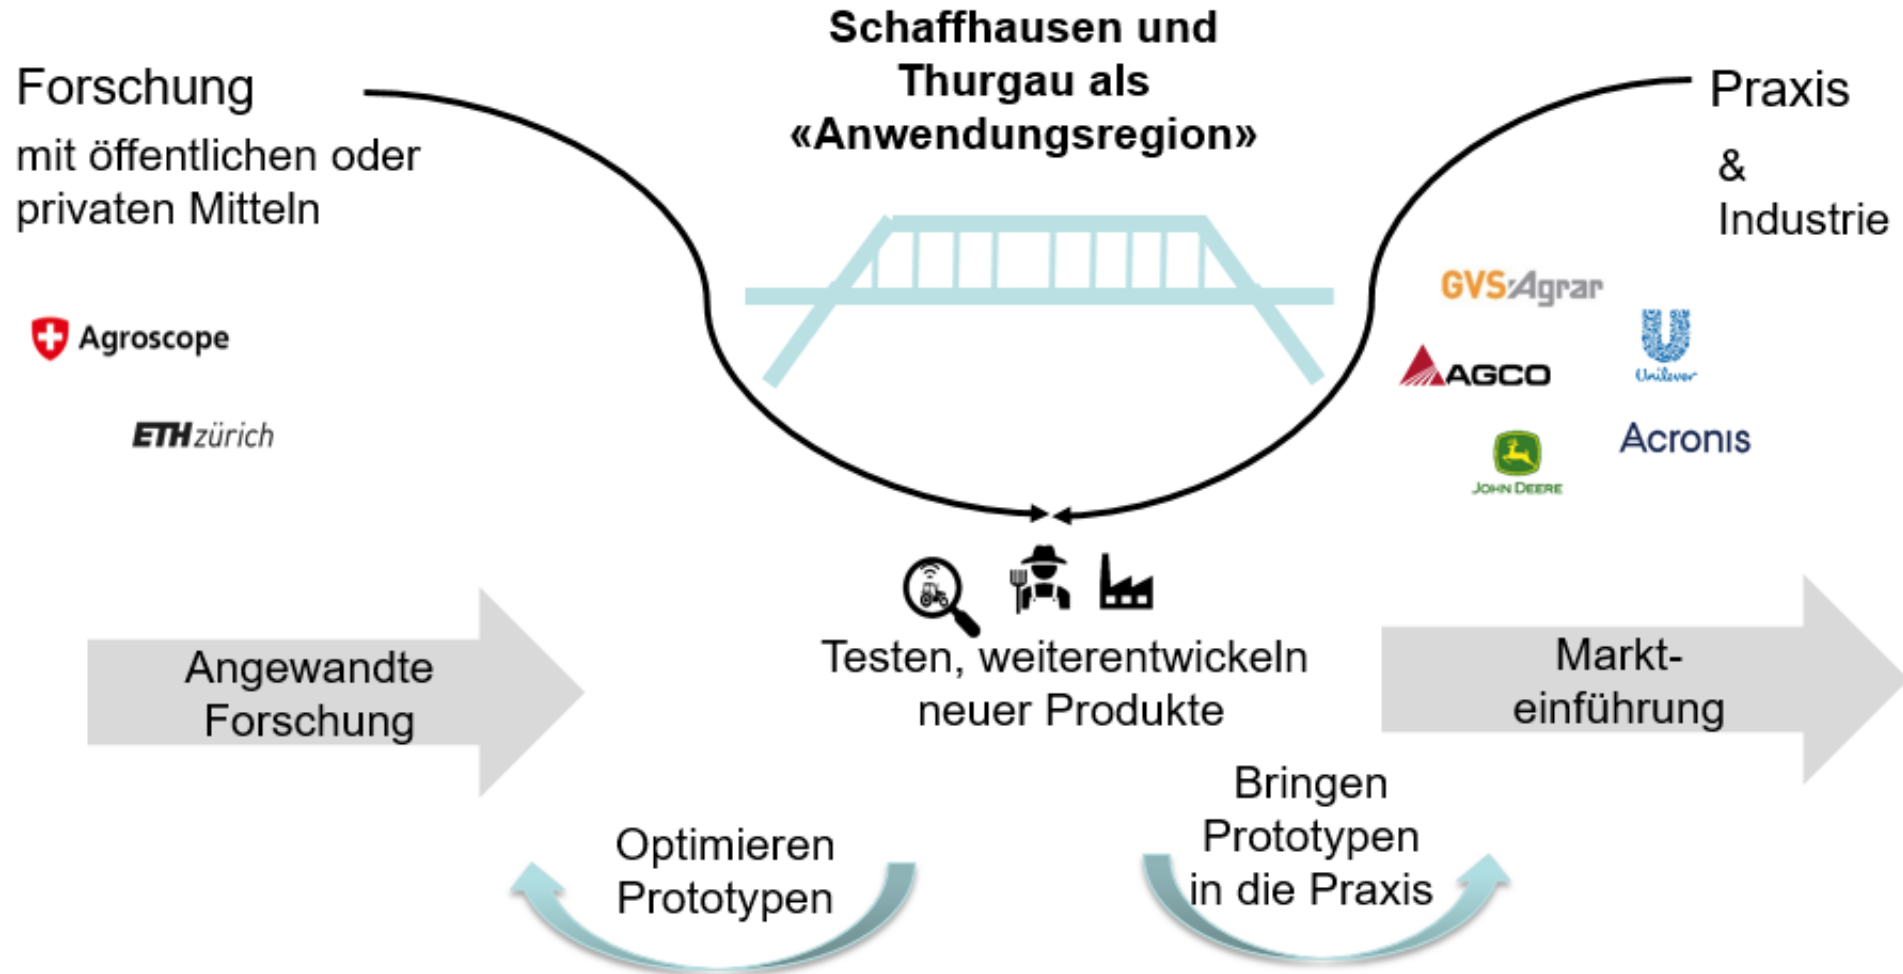 Schaffhausen und
Thurgau als
«Anwendungsregion»
Forschung
mit öffentlichen oder
privaten Mitteln
Agroscope
ETH zürich
Praxis
&
Industrie
GVS Agrar
Unilever
AGCO
Acronis
JOHN DEERE
Testen, weiterentwickeln
neuer Produkte
Angewandte
Forschung
Markt-
einführung
Optimieren
Prototypen
Bringen
Prototypen
in die Praxis